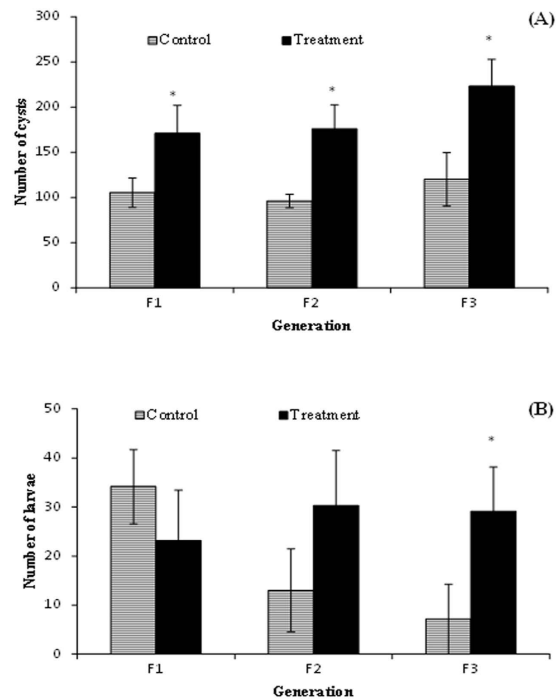 (A)
Control Treatment
300
250
200
150
100
50
0
Number of cysts
* * *
F1 F2 F3
Generation
(B)
Control Treatment
50
40
30
20
10
0
Number of larvae
*
F1 F2 F3
Generation